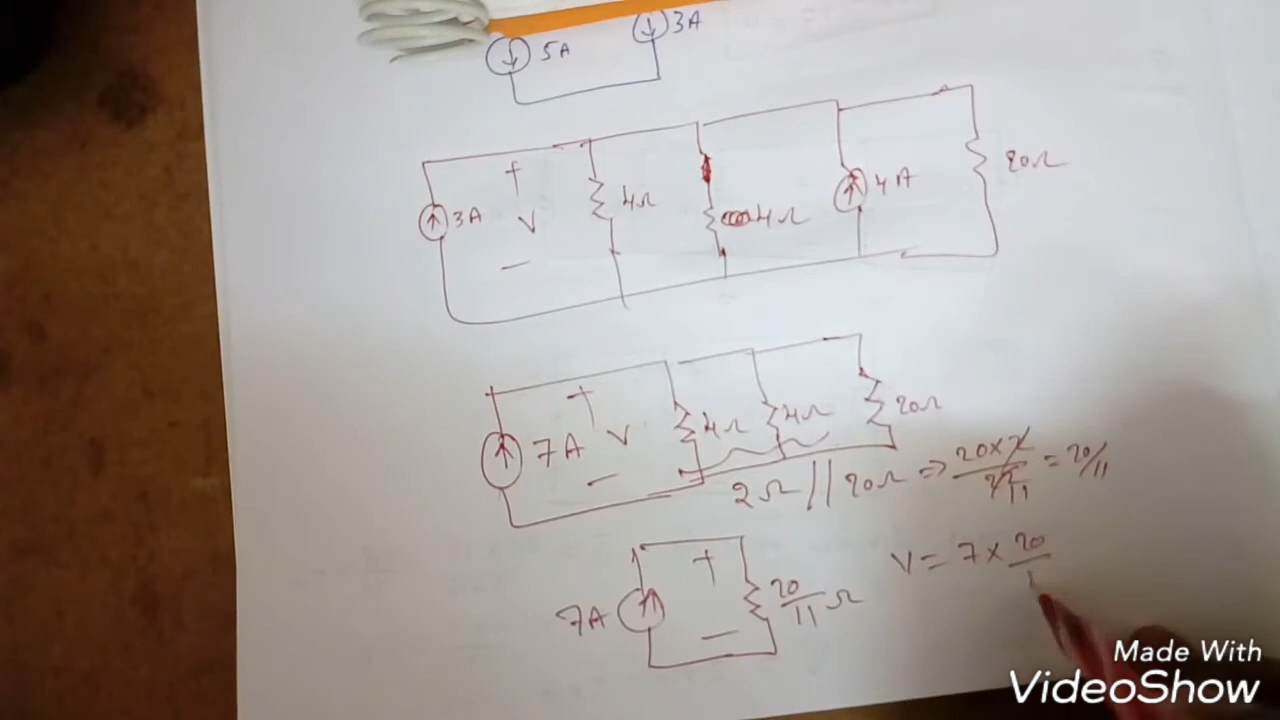 5A 3A
3A + V − 4Ω 4Ω 4A 20Ω
7A + V − 4Ω 4Ω 20Ω
2Ω || 20Ω ⇒ 20×2/22 11 = 20/11
7A + − 20/11 Ω V = 7 × 20/
Made With
VideoShow